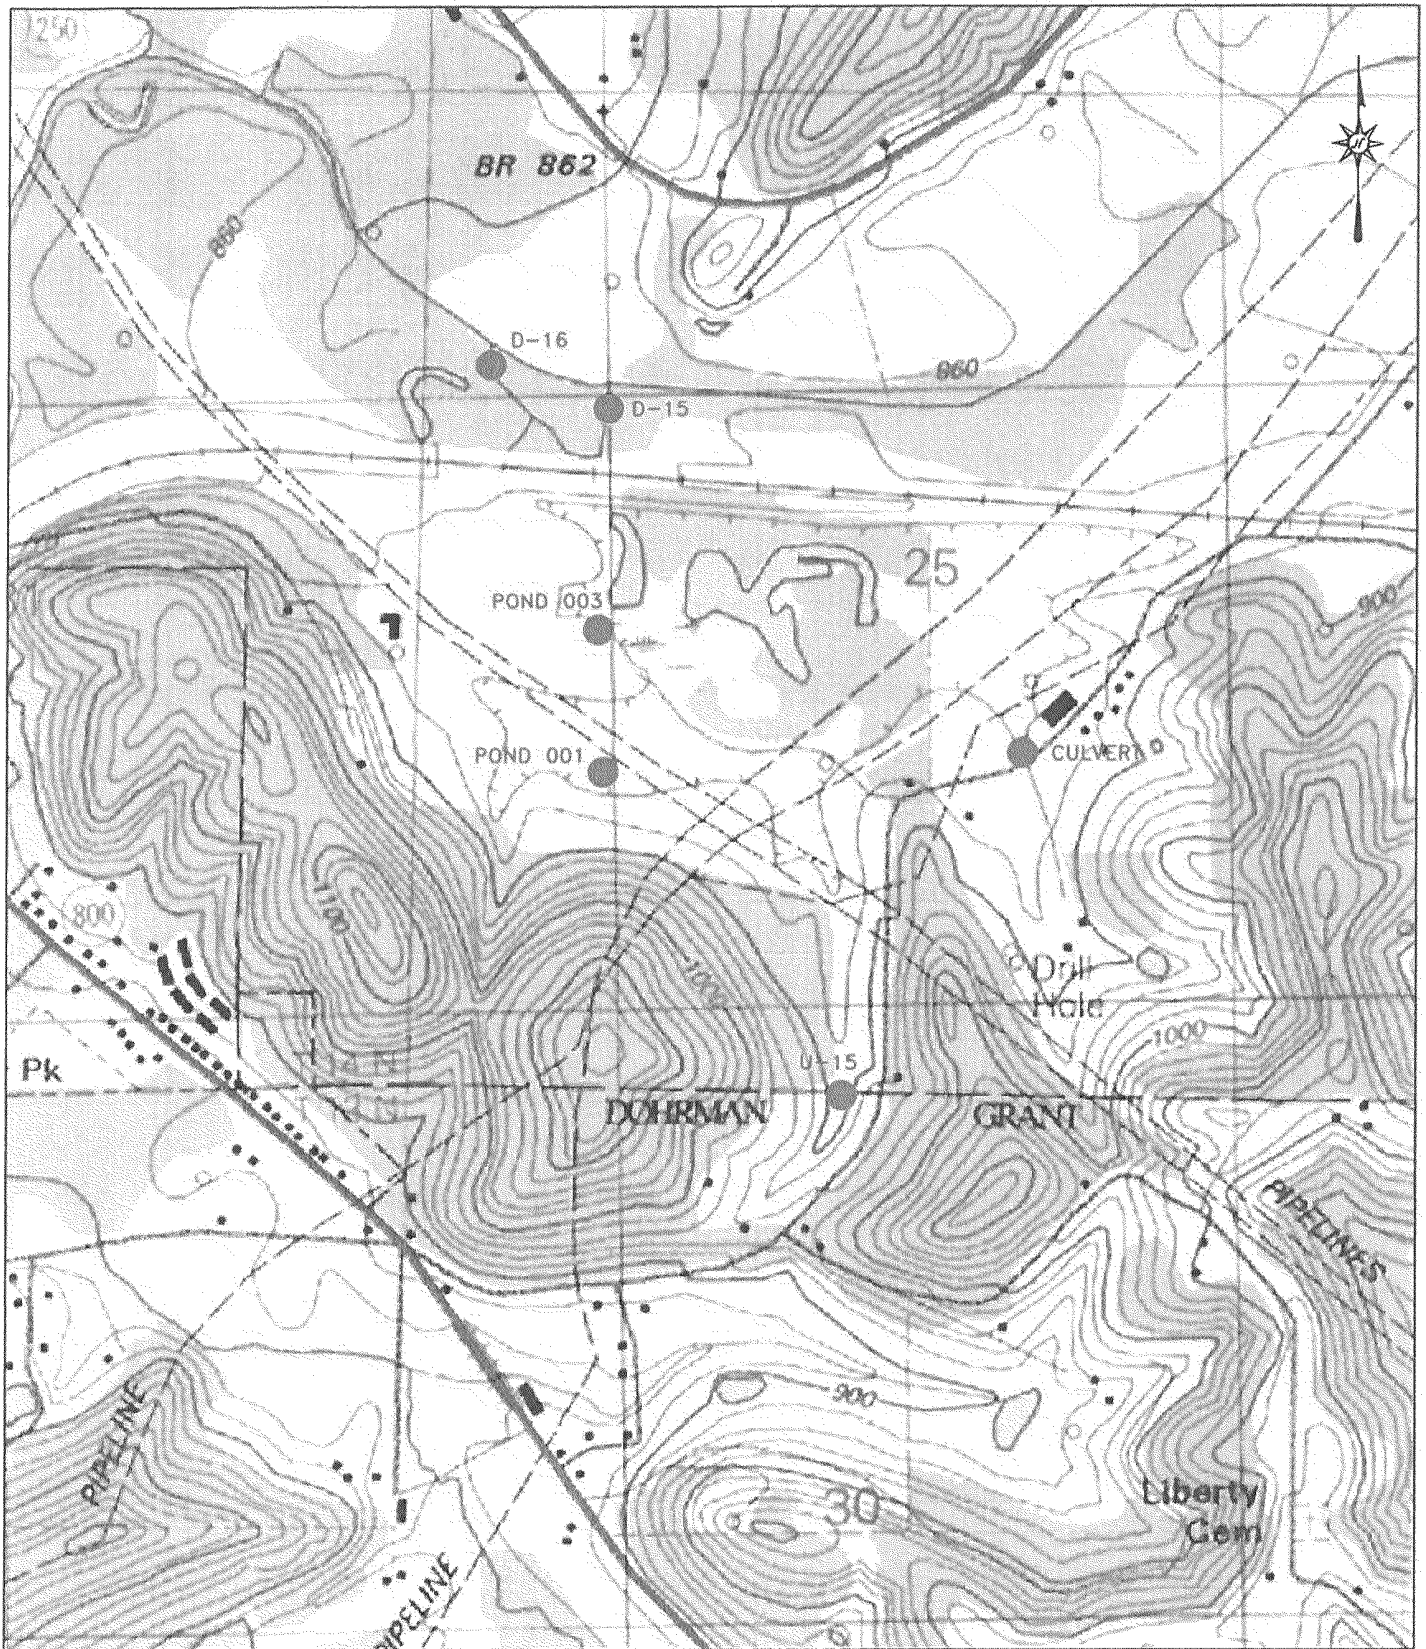 1250
BR 862
860
D-16
860
D-15
25
POND 003
900
POND 001
CULVERT
1100
800
1000
Drill
Hole
1000
Pk
U-15
DOHRMAN
GRANT
PIPELINES
PIPELINE
900
Liberty
Cem
30
PIPELINE